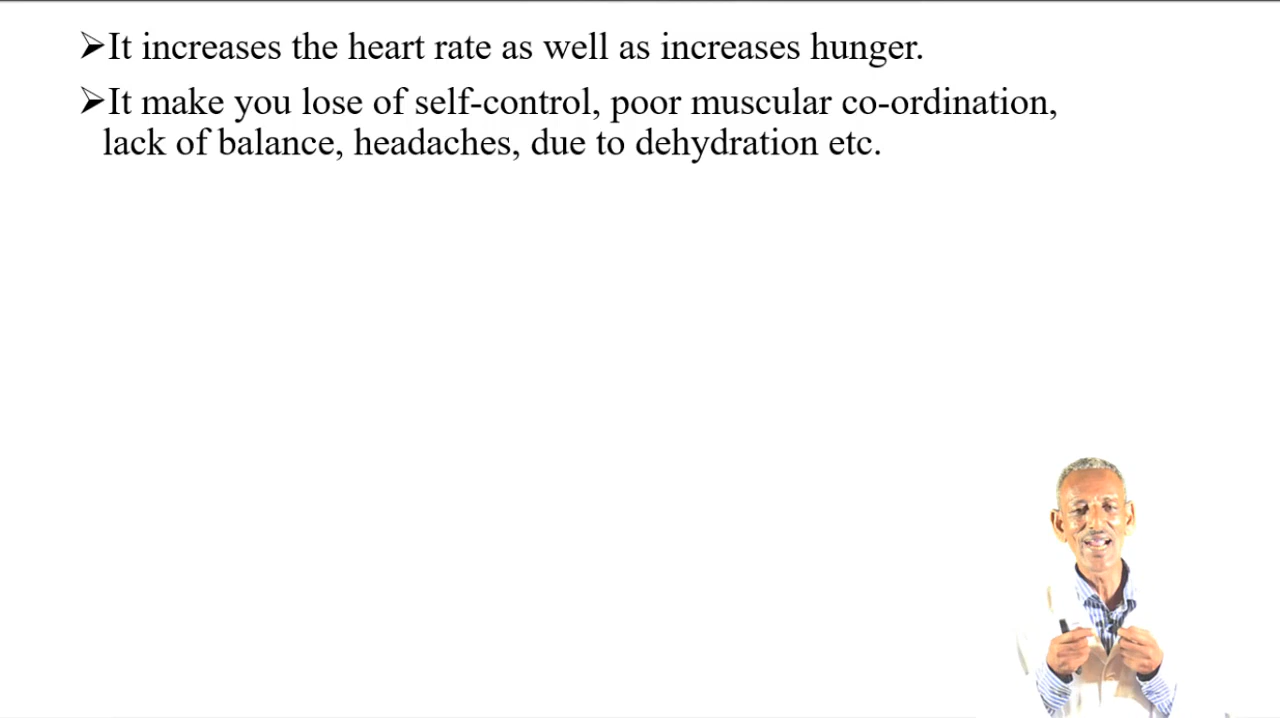 ➢It increases the heart rate as well as increases hunger.
➢It make you lose of self-control, poor muscular co-ordination,
lack of balance, headaches, due to dehydration etc.